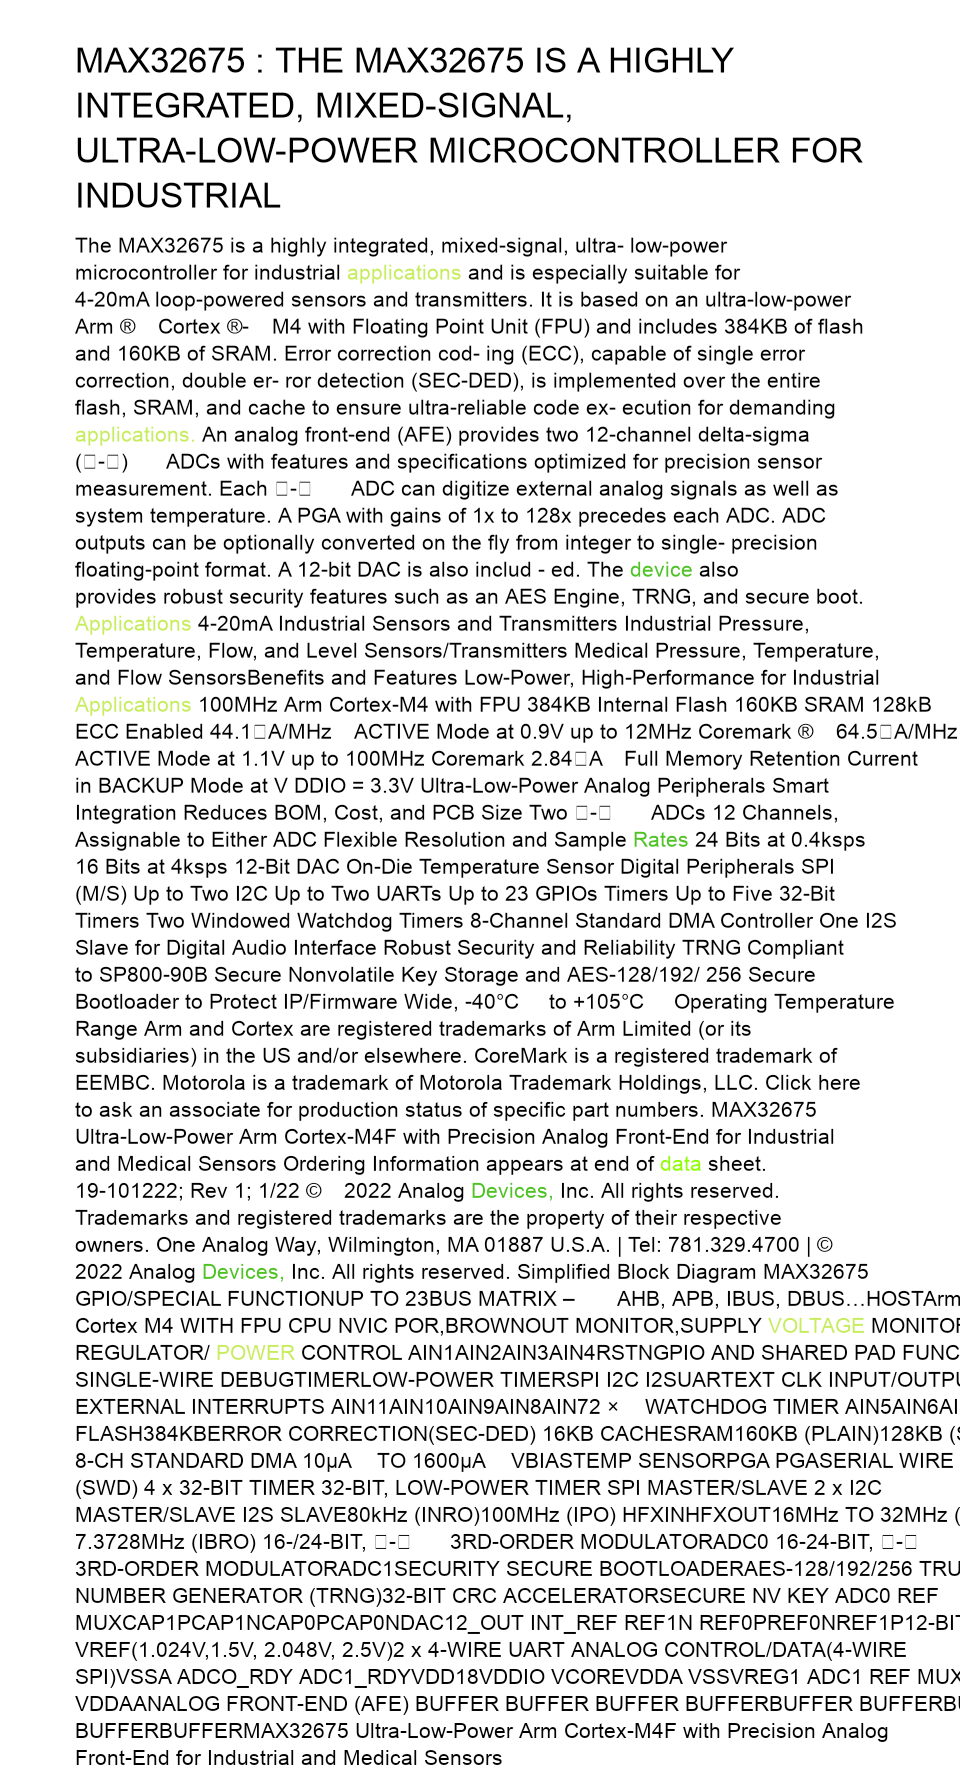 MAX32675 : THE MAX32675 IS A HIGHLY
INTEGRATED, MIXED-SIGNAL,
ULTRA-LOW-POWER MICROCONTROLLER FOR
INDUSTRIAL
The MAX32675 is a highly integrated, mixed-signal, ultra- low-power
microcontroller for industrial applications and is especially suitable for
4-20mA loop-powered sensors and transmitters. It is based on an ultra-low-power
Arm ® Cortex ®- M4 with Floating Point Unit (FPU) and includes 384KB of flash
and 160KB of SRAM. Error correction cod- ing (ECC), capable of single error
correction, double er- ror detection (SEC-DED), is implemented over the entire
flash, SRAM, and cache to ensure ultra-reliable code ex- ecution for demanding
applications. An analog front-end (AFE) provides two 12-channel delta-sigma
(□-□) ADCs with features and specifications optimized for precision sensor
measurement. Each □-□ ADC can digitize external analog signals as well as
system temperature. A PGA with gains of 1x to 128x precedes each ADC. ADC
outputs can be optionally converted on the fly from integer to single- precision
floating-point format. A 12-bit DAC is also includ - ed. The device also
provides robust security features such as an AES Engine, TRNG, and secure boot.
Applications 4-20mA Industrial Sensors and Transmitters Industrial Pressure,
Temperature, Flow, and Level Sensors/Transmitters Medical Pressure, Temperature,
and Flow SensorsBenefits and Features Low-Power, High-Performance for Industrial
Applications 100MHz Arm Cortex-M4 with FPU 384KB Internal Flash 160KB SRAM 128kB
ECC Enabled 44.1□A/MHz ACTIVE Mode at 0.9V up to 12MHz Coremark ® 64.5□A/MHz
ACTIVE Mode at 1.1V up to 100MHz Coremark 2.84□A Full Memory Retention Current
in BACKUP Mode at V DDIO = 3.3V Ultra-Low-Power Analog Peripherals Smart
Integration Reduces BOM, Cost, and PCB Size Two □-□ ADCs 12 Channels,
Assignable to Either ADC Flexible Resolution and Sample Rates 24 Bits at 0.4ksps
16 Bits at 4ksps 12-Bit DAC On-Die Temperature Sensor Digital Peripherals SPI
(M/S) Up to Two I2C Up to Two UARTs Up to 23 GPIOs Timers Up to Five 32-Bit
Timers Two Windowed Watchdog Timers 8-Channel Standard DMA Controller One I2S
Slave for Digital Audio Interface Robust Security and Reliability TRNG Compliant
to SP800-90B Secure Nonvolatile Key Storage and AES-128/192/ 256 Secure
Bootloader to Protect IP/Firmware Wide, -40°C to +105°C Operating Temperature
Range Arm and Cortex are registered trademarks of Arm Limited (or its
subsidiaries) in the US and/or elsewhere. CoreMark is a registered trademark of
EEMBC. Motorola is a trademark of Motorola Trademark Holdings, LLC. Click here
to ask an associate for production status of specific part numbers. MAX32675
Ultra-Low-Power Arm Cortex-M4F with Precision Analog Front-End for Industrial
and Medical Sensors Ordering Information appears at end of data sheet.
19-101222; Rev 1; 1/22 © 2022 Analog Devices, Inc. All rights reserved.
Trademarks and registered trademarks are the property of their respective
owners. One Analog Way, Wilmington, MA 01887 U.S.A. | Tel: 781.329.4700 | ©
2022 Analog Devices, Inc. All rights reserved. Simplified Block Diagram MAX32675
GPIO/SPECIAL FUNCTIONUP TO 23BUS MATRIX – AHB, APB, IBUS, DBUS…HOSTArm
Cortex M4 WITH FPU CPU NVIC POR,BROWNOUT MONITOR,SUPPLY VOLTAGE MONITOR
REGULATOR/ POWER CONTROL AIN1AIN2AIN3AIN4RSTNGPIO AND SHARED PAD FUNC
SINGLE-WIRE DEBUGTIMERLOW-POWER TIMERSPI I2C I2SUARTEXT CLK INPUT/OUTPU
EXTERNAL INTERRUPTS AIN11AIN10AIN9AIN8AIN72 × WATCHDOG TIMER AIN5AIN6AI
FLASH384KBERROR CORRECTION(SEC-DED) 16KB CACHESRAM160KB (PLAIN)128KB (S
8-CH STANDARD DMA 10µA TO 1600µA VBIASTEMP SENSORPGA PGASERIAL WIRE
(SWD) 4 x 32-BIT TIMER 32-BIT, LOW-POWER TIMER SPI MASTER/SLAVE 2 x I2C
MASTER/SLAVE I2S SLAVE80kHz (INRO)100MHz (IPO) HFXINHFXOUT16MHz TO 32MHz (
7.3728MHz (IBRO) 16-/24-BIT, □-□ 3RD-ORDER MODULATORADC0 16-24-BIT, □-□
3RD-ORDER MODULATORADC1SECURITY SECURE BOOTLOADERAES-128/192/256 TRU
NUMBER GENERATOR (TRNG)32-BIT CRC ACCELERATORSECURE NV KEY ADC0 REF
MUXCAP1PCAP1NCAP0PCAP0NDAC12_OUT INT_REF REF1N REF0PREF0NREF1P12-BIT
VREF(1.024V,1.5V, 2.048V, 2.5V)2 x 4-WIRE UART ANALOG CONTROL/DATA(4-WIRE
SPI)VSSA ADCO_RDY ADC1_RDYVDD18VDDIO VCOREVDDA VSSVREG1 ADC1 REF MUX
VDDAANALOG FRONT-END (AFE) BUFFER BUFFER BUFFER BUFFERBUFFER BUFFERBU
BUFFERBUFFERMAX32675 Ultra-Low-Power Arm Cortex-M4F with Precision Analog
Front-End for Industrial and Medical Sensors